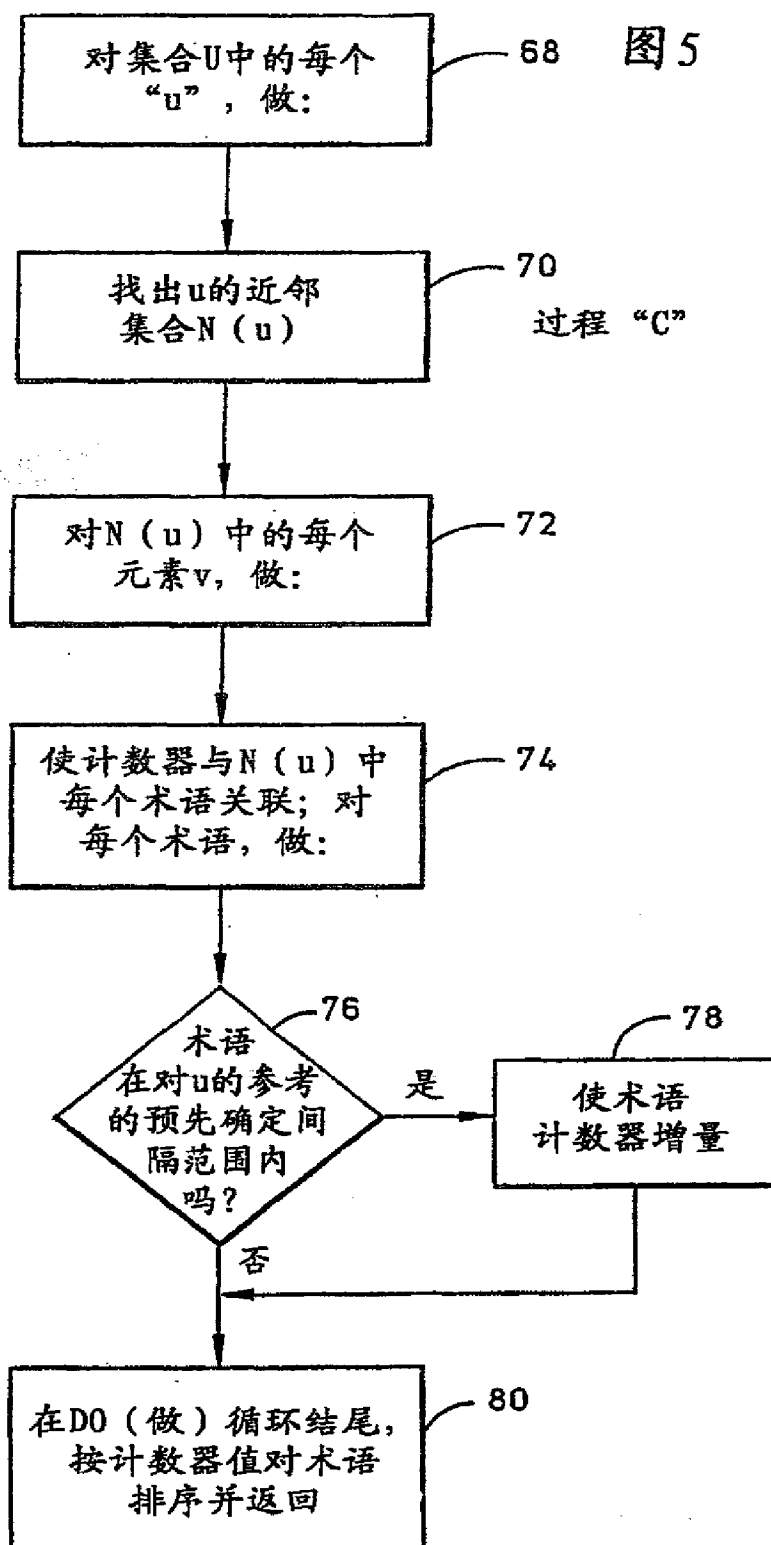 对集合U中的每个
“u”，做：
68
图5
找出u的近邻
集合N（u）
70
过程“C”
对N（u）中的每个
元素v，做：
72
使计数器与N（u）中
每个术语关联；对
每个术语，做：
74
术语
在对u的参考
的预先确定间
隔范围内
吗？
76
是
使术语
计数器增量
78
否
在DO（做）循环结尾，
按计数器值对术语
排序并返回
80